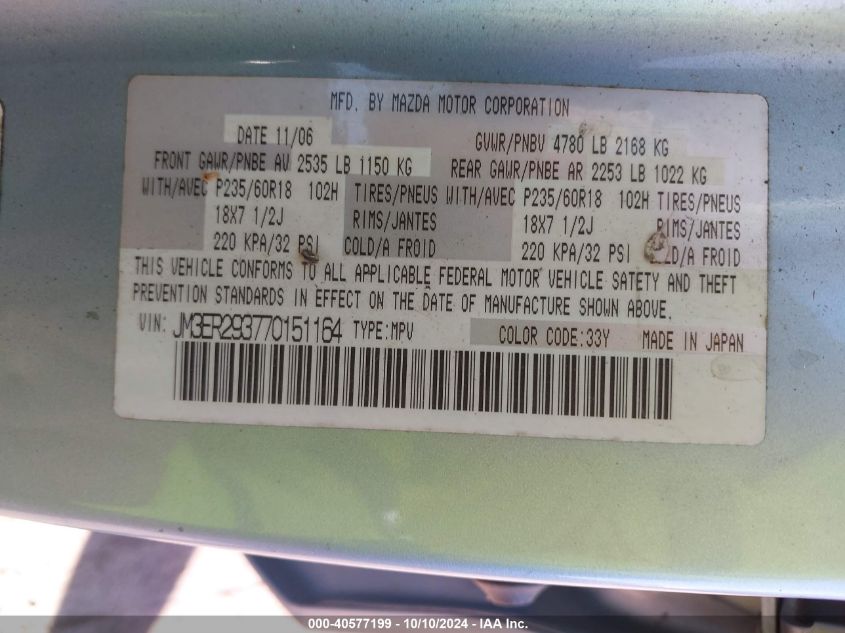 MFD. BY MAZDA MOTOR CORPORATION
DATE 11/06 GVWR/PNBV 4780 LB 2168 KG
FRONT GAWR/PNBE AV 2535 LB 1150 KG REAR GAWR/PNBE AR 2253 LB 1022 KG
WITH/AVEC P235/60R18 102H TIRES/PNEUS WITH/AVEC P235/60R18 102H TIRES/PNEUS
18X7 1/2J RIMS/JANTES 18X7 1/2J RIMS/JANTES
220 KPA/32 PSI COLD/A FROID 220 KPA/32 PSI COLD/A FROID
THIS VEHICLE CONFORMS TO ALL APPLICABLE FEDERAL MOTOR VEHICLE SAFETY AND THEFT
PREVENTION STANDARDS IN EFFECT ON THE DATE OF MANUFACTURE SHOWN ABOVE.
VIN: JM3ER293770151164 TYPE:MPV COLOR CODE:33Y MADE IN JAPAN
000-40577199 - 10/10/2024 - IAA Inc.